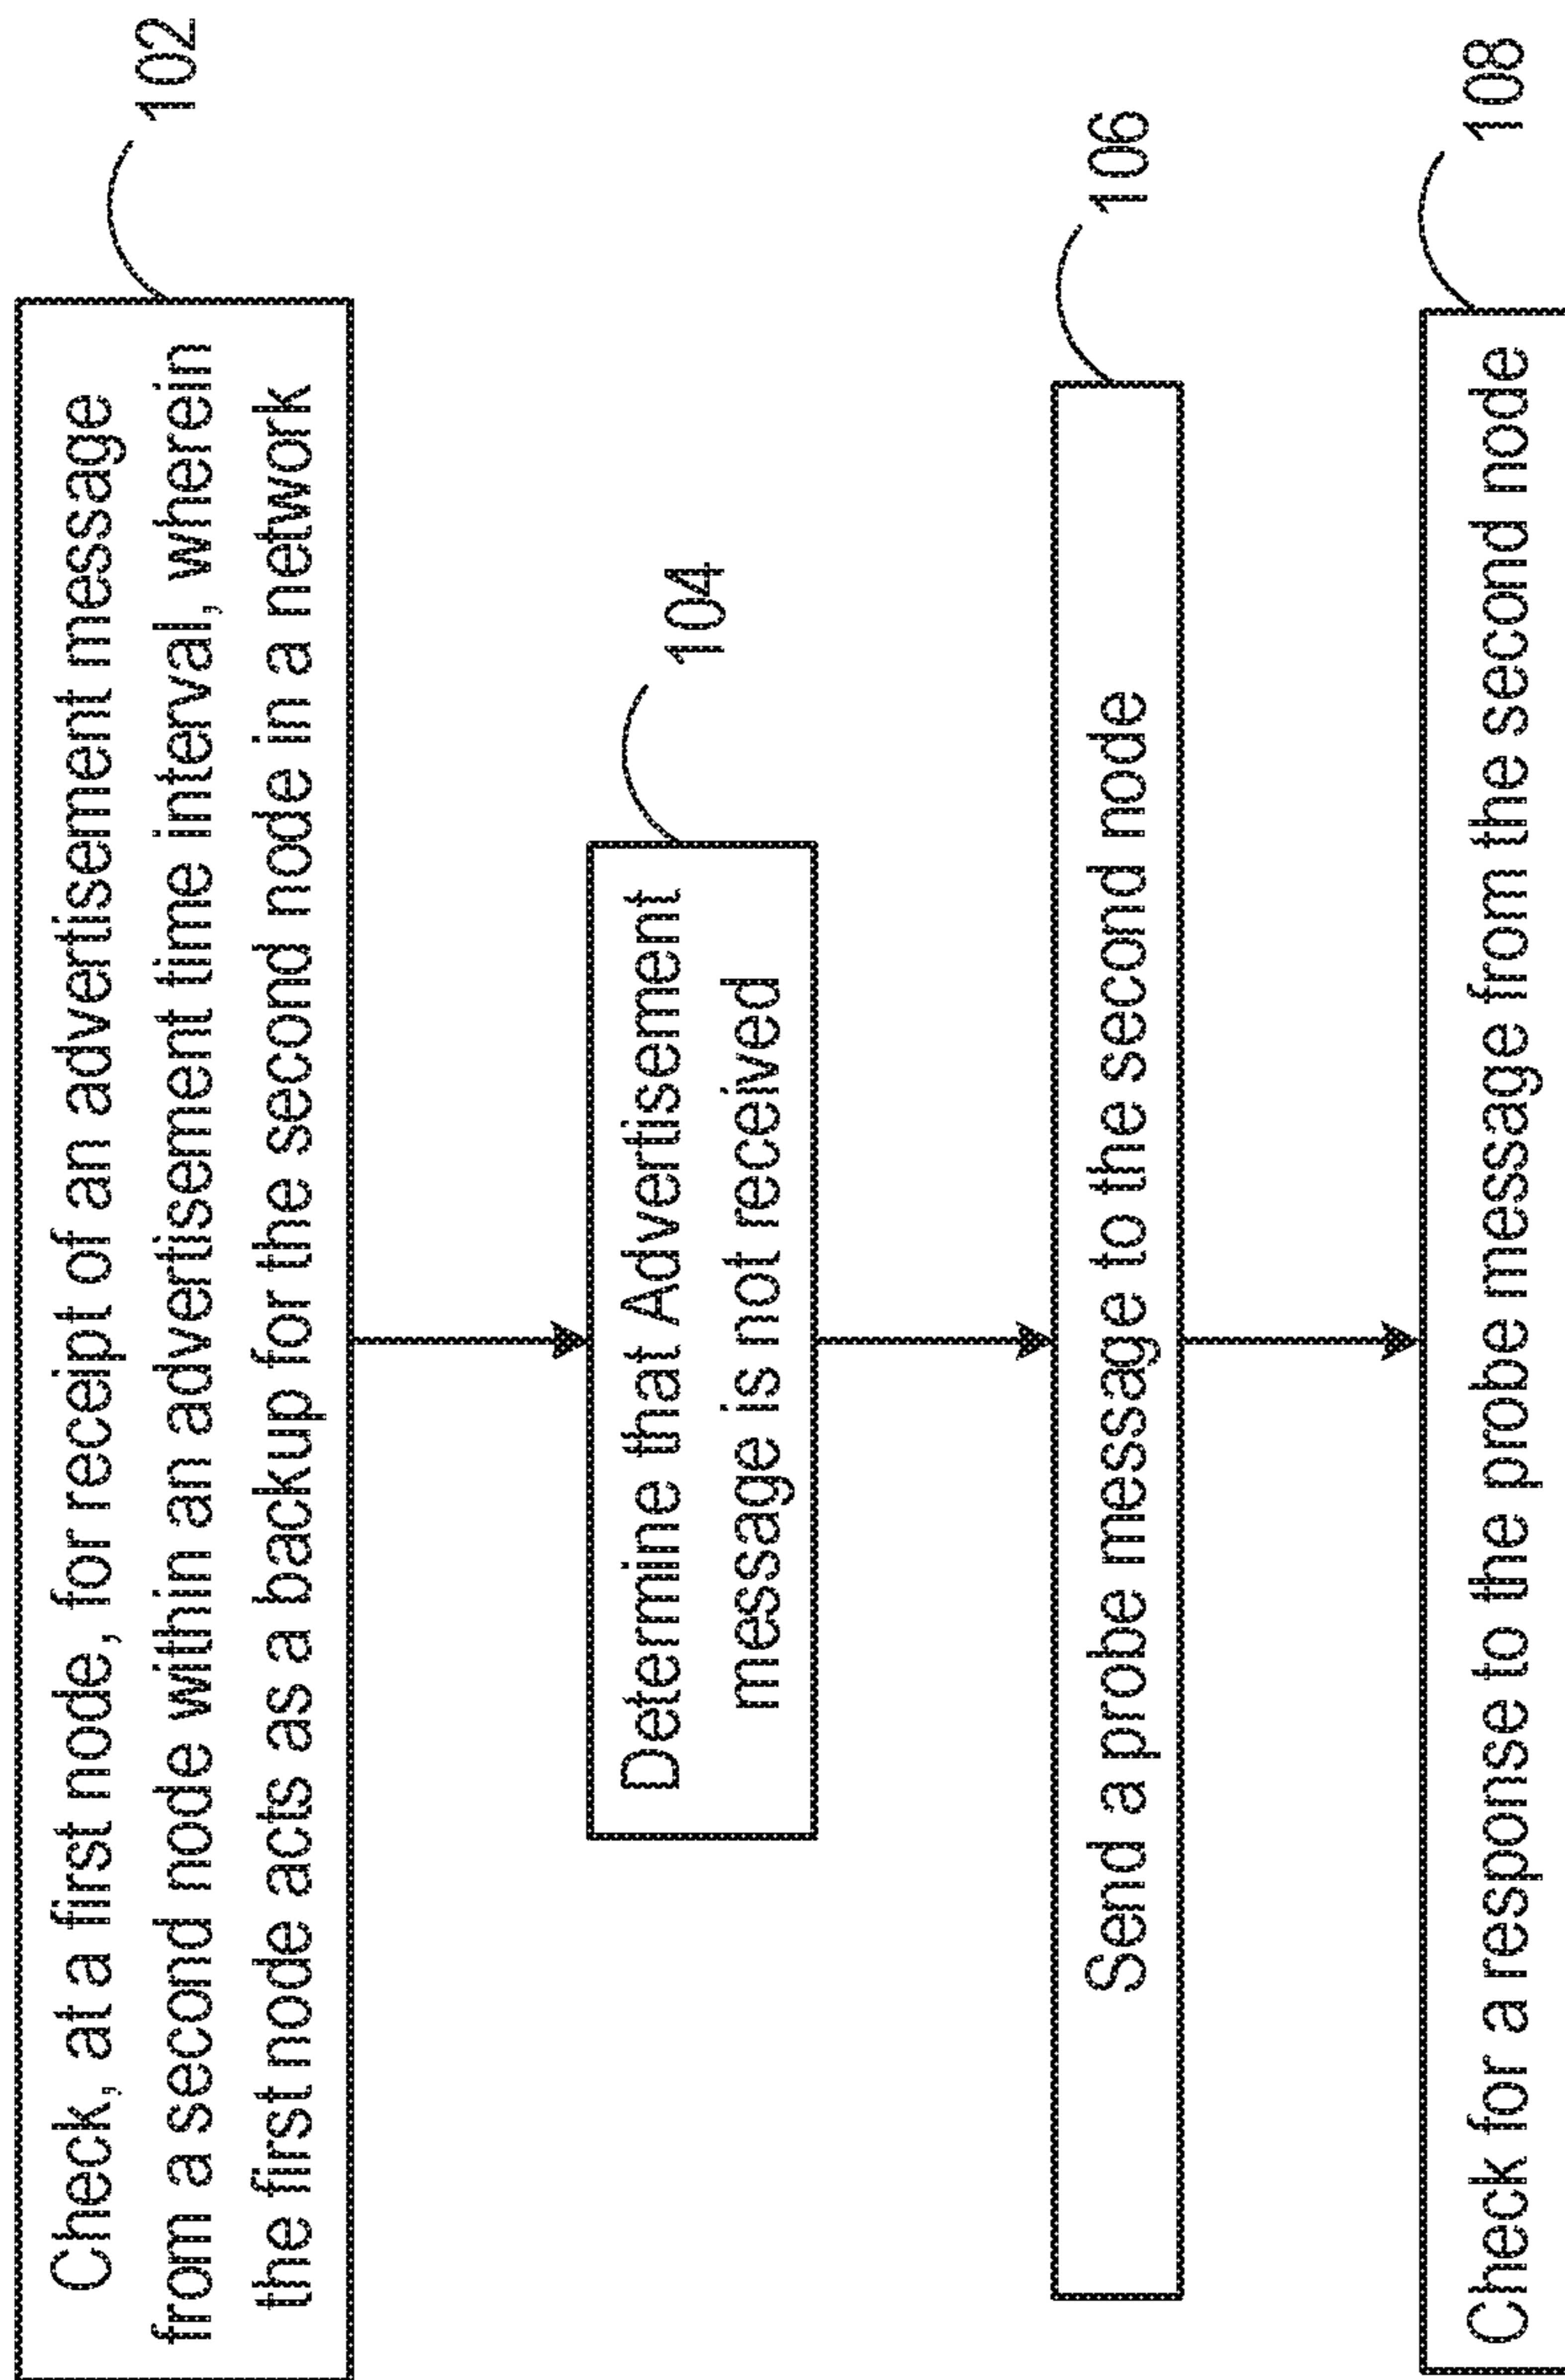 Check, at a first node, for receipt of an advertisement message
from a second node within an advertisement time interval, wherein
the first node acts as a backup for the second node in a network
102
Determine that Advertisement
message is not received
104
Send a probe message to the second node
106
Check for a response to the probe message from the second node
108